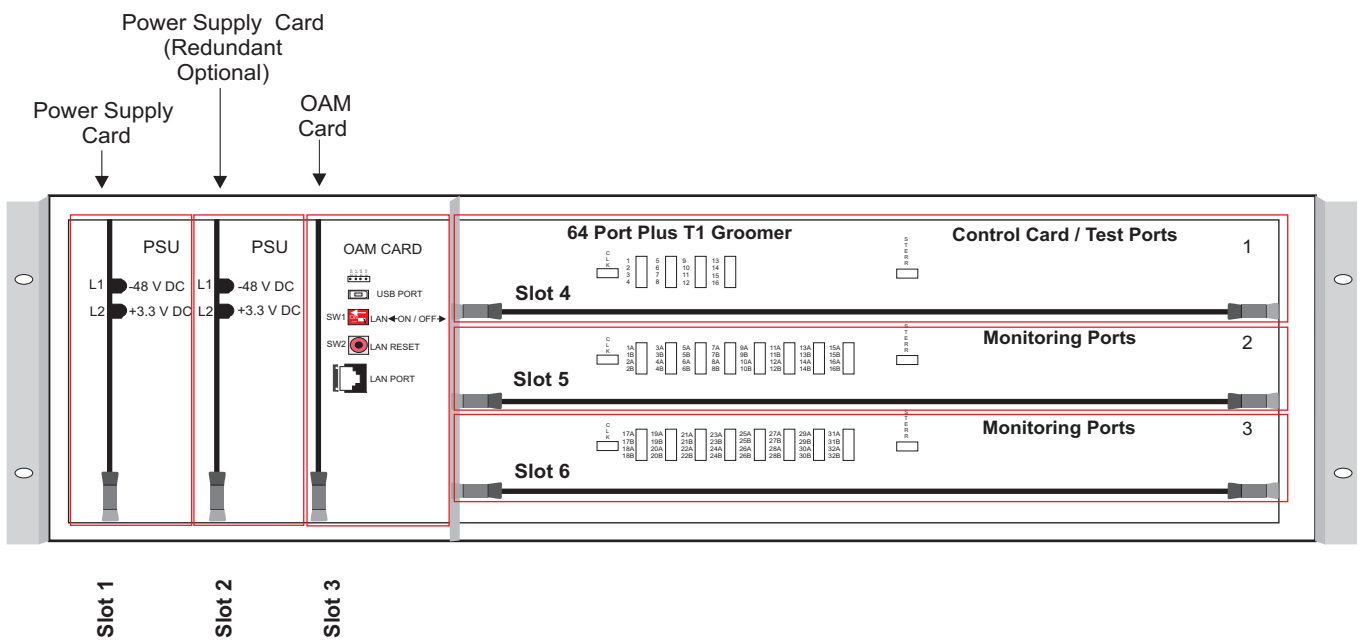 Power Supply Card
(Redundant
Optional)
Power Supply
Card
OAM
Card
PSU
L1
-48 V DC
L2
+3.3 V DC
PSU
L1
-48 V DC
L2
+3.3 V DC
OAM CARD
USB PORT
SW1
LAN
ON / OFF
SW2
LAN RESET
LAN PORT
64 Port Plus T1 Groomer
Control Card / Test Ports
1
C
L
K
1 5 9 13
2 6 10 14
3 7 11 15
4 8 12 16
S
T
E
R
R
Slot 4
Monitoring Ports
2
C
L
K
1A 3A 5A 7A 9A 11A 13A 15A
1B 3B 5B 7B 9B 11B 13B 15B
2A 4A 6A 8A 10A 12A 14A 16A
2B 4B 6B 8B 10B 12B 14B 16B
S
T
E
R
R
Slot 5
Monitoring Ports
3
C
L
K
17A 19A 21A 23A 25A 27A 29A 31A
17B 19B 21B 23B 25B 27B 29B 31B
18A 20A 22A 24A 26A 28A 30A 32A
18B 20B 22B 24B 26B 28B 30B 32B
S
T
E
R
R
Slot 6
Slot 1
Slot 2
Slot 3